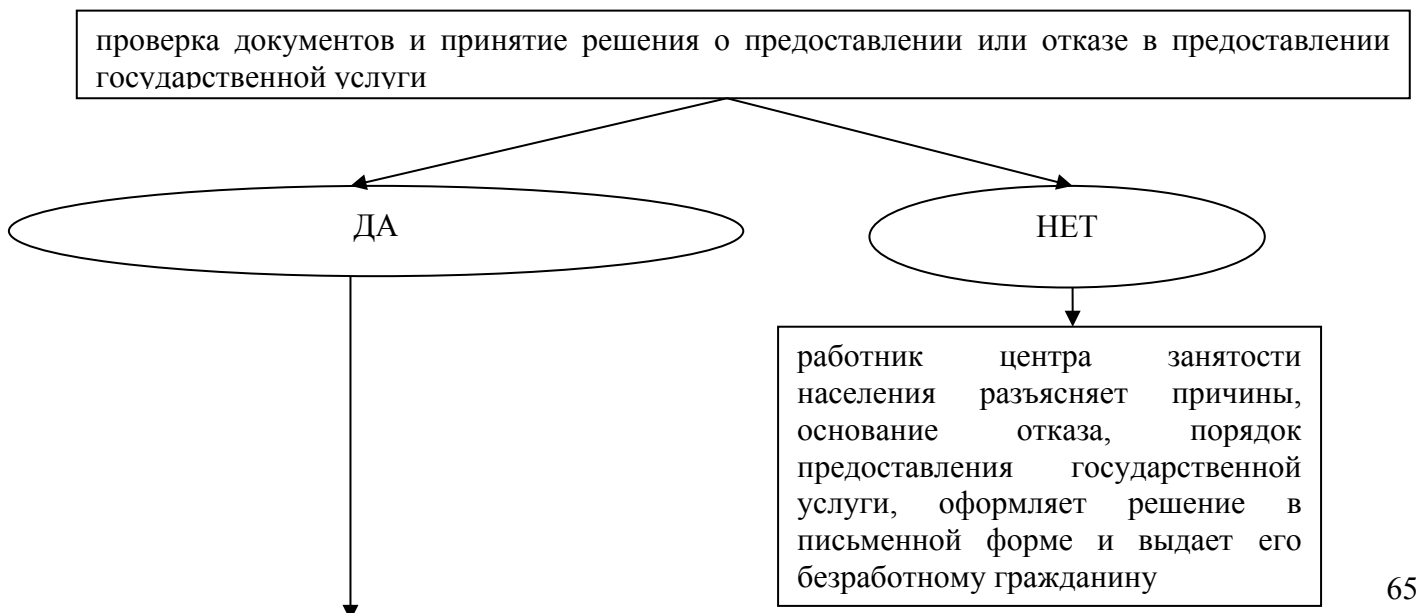 проверка документов и принятие решения о предоставлении или отказе в предоставлении
государственной услуги
ДА
НЕТ
работник центра занятости
населения разъясняет причины,
основание отказа, порядок
предоставления государственной
услуги, оформляет решение в
письменной форме и выдает его
безработному гражданину
65